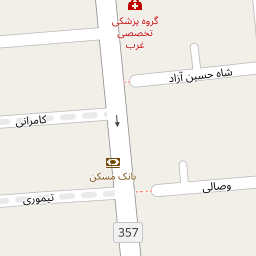 گروه پزشکی
تخصصی
غرب
شاه حسین آزاد
کامرانی
بانک مسکن
وصالی
تیموری
357